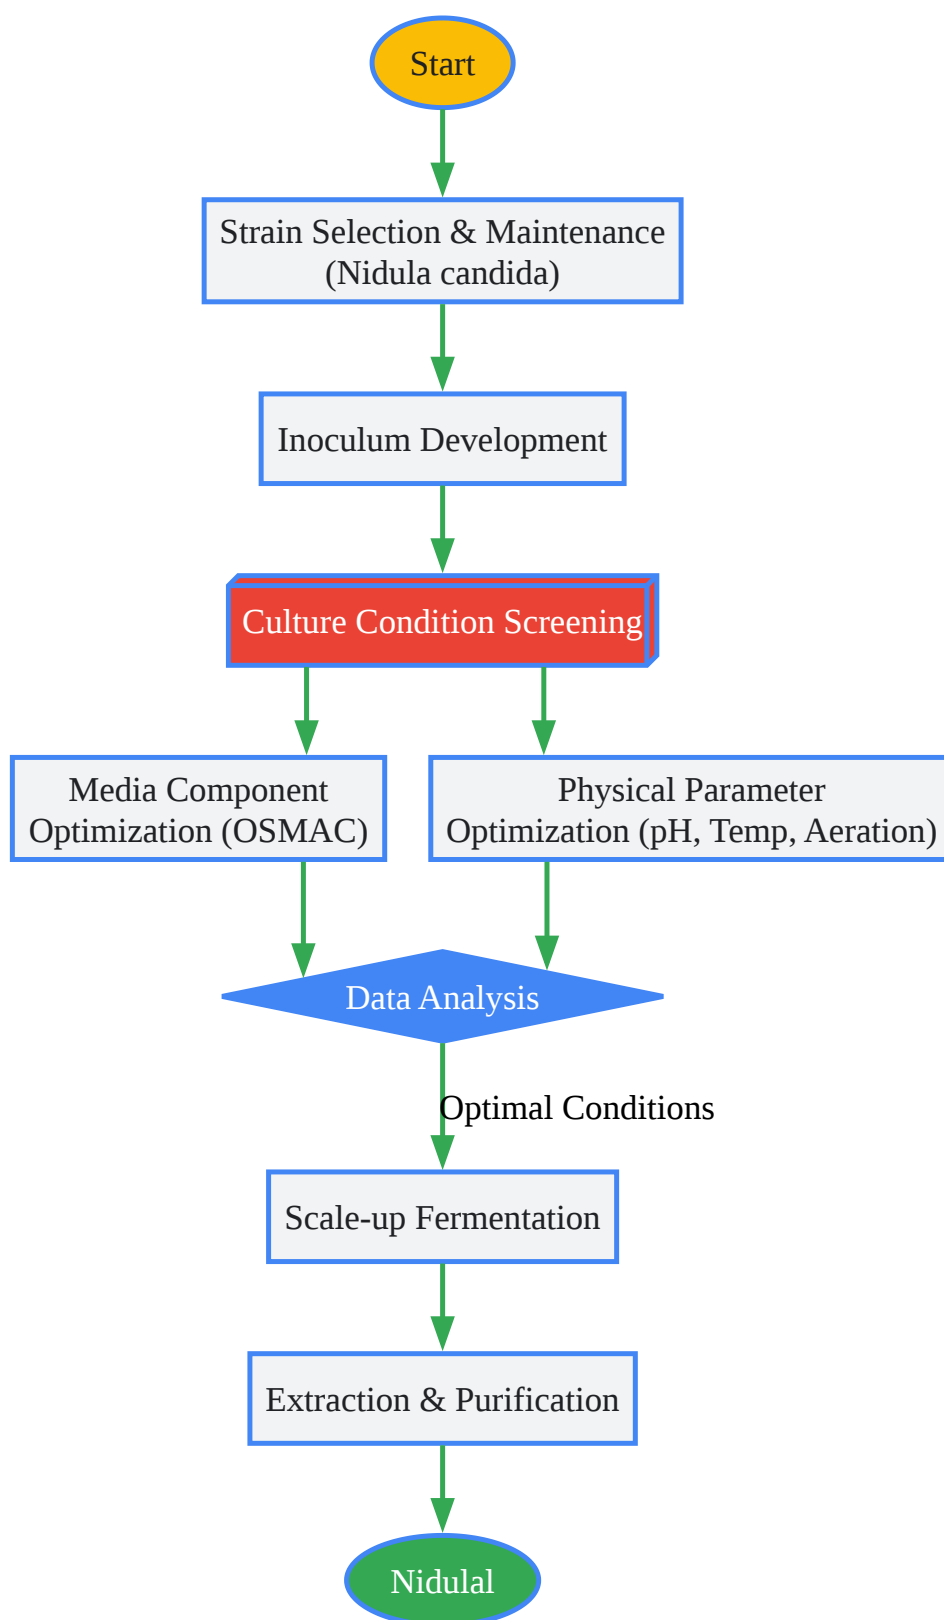 Start
Strain Selection & Maintenance
(Nidula candida)
Inoculum Development
Culture Condition Screening
Media Component
Optimization (OSMAC)
Physical Parameter
Optimization (pH, Temp, Aeration)
Data Analysis
Optimal Conditions
Scale-up Fermentation
Extraction & Purification
Nidulal